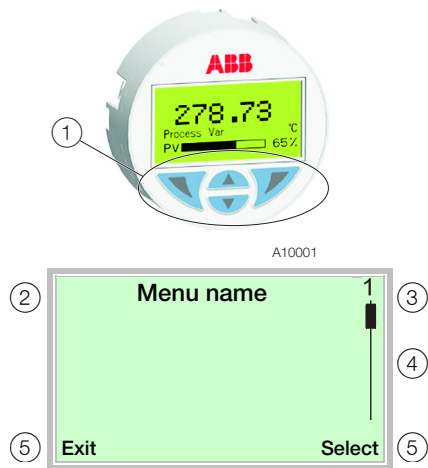 ABB
278.73
Process Var °C
PV 65%
1
A10001
2 Menu name 1 3
4
5 Exit Select 5